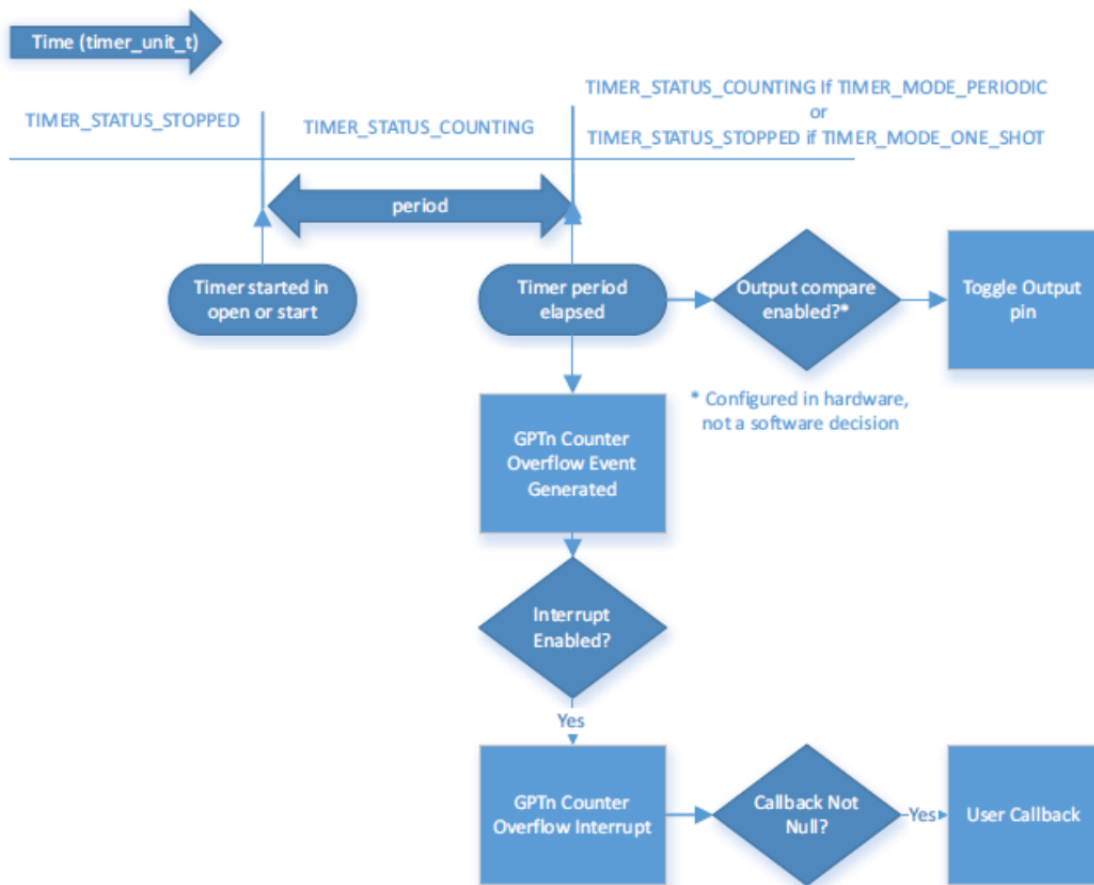 Time (timer_unit_t)
TIMER_STATUS_STOPPED
TIMER_STATUS_COUNTING
TIMER_STATUS_COUNTING If TIMER_MODE_PERIODIC
or
TIMER_STATUS_STOPPED if TIMER_MODE_ONE_SHOT
period
Timer started in
open or start
Timer period
elapsed
Output compare
enabled?*
Toggle Output
pin
* Configured in hardware,
not a software decision
GPTn Counter
Overflow Event
Generated
Interrupt
Enabled?
Yes
GPTn Counter
Overflow Interrupt
Callback Not
Null?
Yes
User Callback